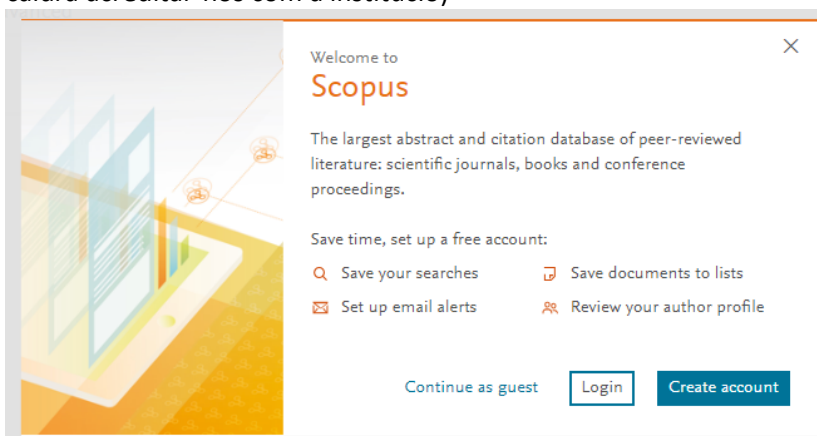 Welcome to
Scopus
The largest abstract and citation database of peer-reviewed
literature: scientific journals, books and conference
proceedings.
Save time, set up a free account:
Save your searches
Save documents to lists
Set up email alerts
Review your author profile
Continue as guest
Login
Create account